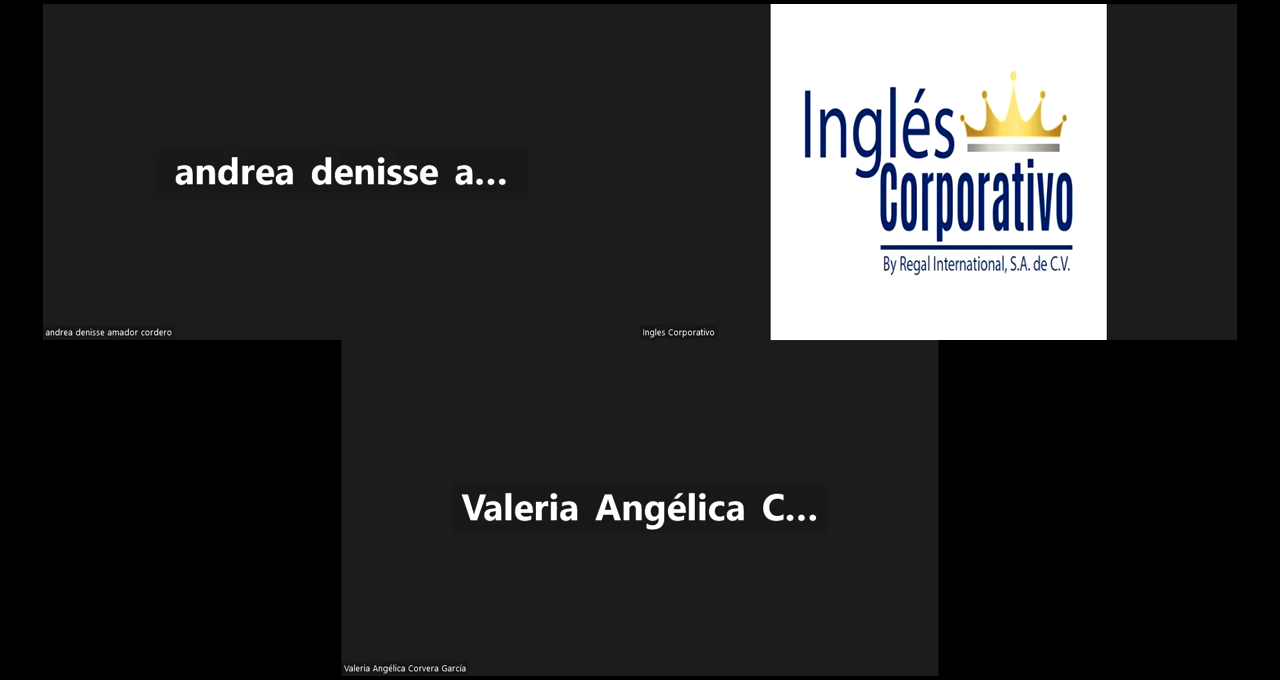 andrea denisse a...
andrea denisse amador cordero
Inglés
Corporativo
By Regal International, S.A. de C.V.
Ingles Corporativo
Valeria Angélica C...
Valeria Angélica Corvera García